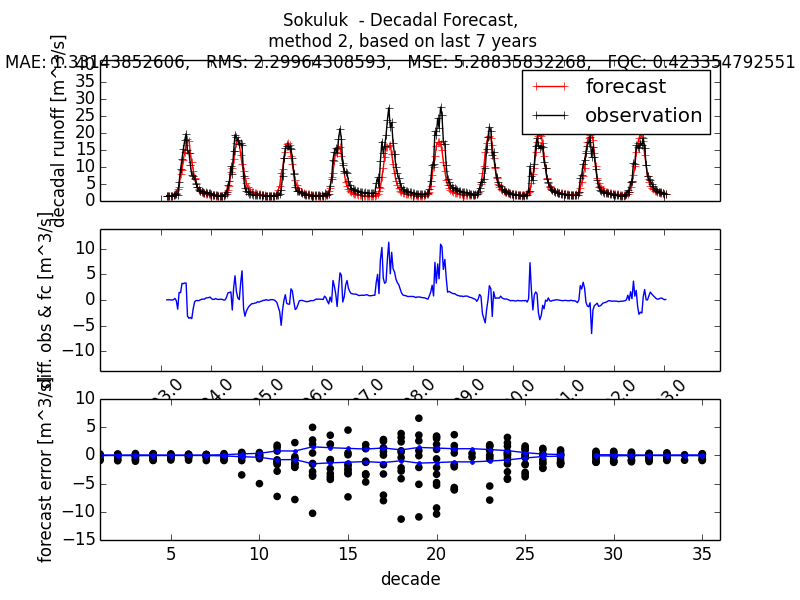 Sokuluk - Decadal Forecast,
method 2, based on last 7 years
RMS: 2.29964308593, MSE: 5.28835832268, FQC: 0.423354792551
decadal runoff [m^3/s]
40
35
30
25
20
15
10
5
0
forecast
observation
diff. obs & fc [m^3/s]
10
5
0
−5
−10
forecast error [m^3/s]
10
5
0
−5
−10
−15
5 10 15 20 25 30 35
decade